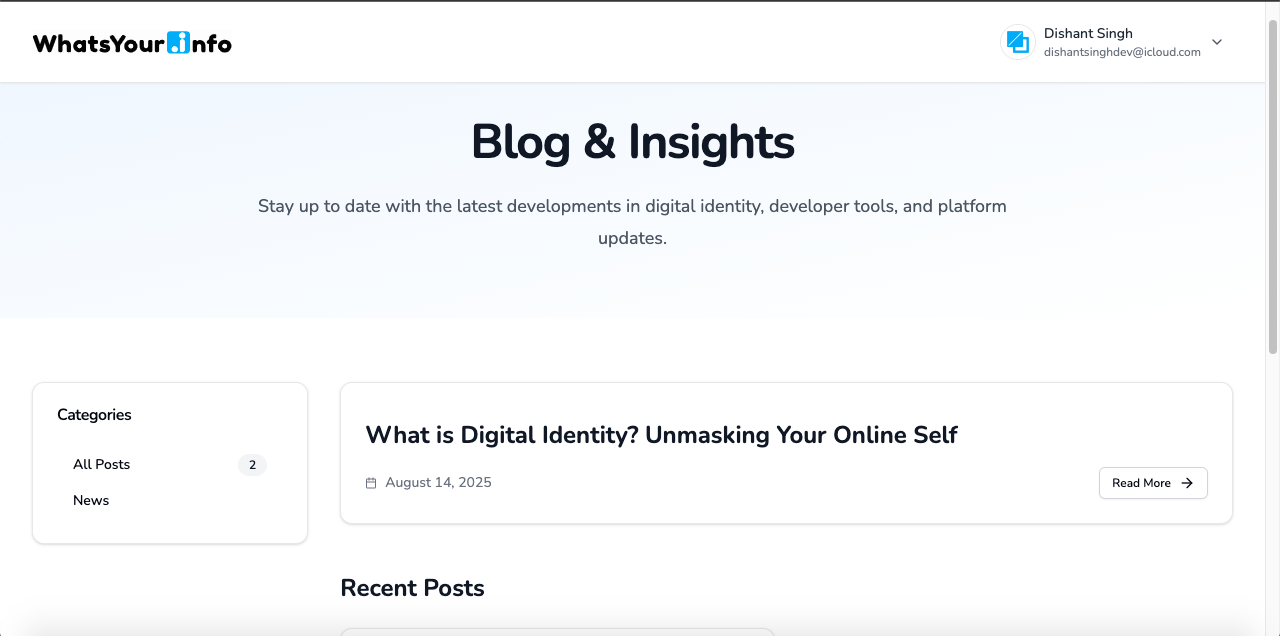 WhatsYour.info
Dishant Singh
dishantsinghdev@icloud.com
Blog & Insights
Stay up to date with the latest developments in digital identity, developer tools, and platform
updates.
Categories
All Posts 2
News
What is Digital Identity? Unmasking Your Online Self
August 14, 2025
Read More
Recent Posts